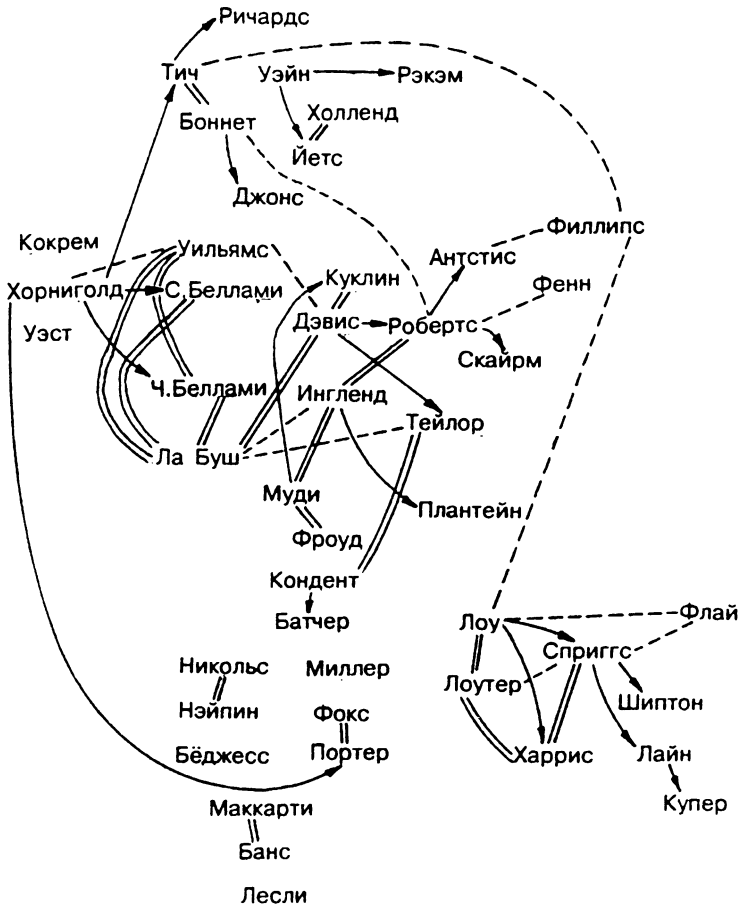 Ричардс
Тич
Уэйн
Рэкэм
Холленд
Боннет
Йетс
Джонс
Филлипс
Кокрем
Уильямс
Антстис
Куклин
Фенн
Хорниголд
С.Беллами
Дэвис
Робертс
Уэст
Скайрм
Ч.Беллами
Ингленд
Тейлор
Ла Буш
Муди
Плантейн
Фроуд
Кондент
Батчер
Лоу
Флай
Сприггс
Никольс
Миллер
Лоутер
Шиптон
Нэйпин
Фокс
Бёджесс
Портер
Харрис
Лайн
Маккарти
Купер
Банс
Лесли